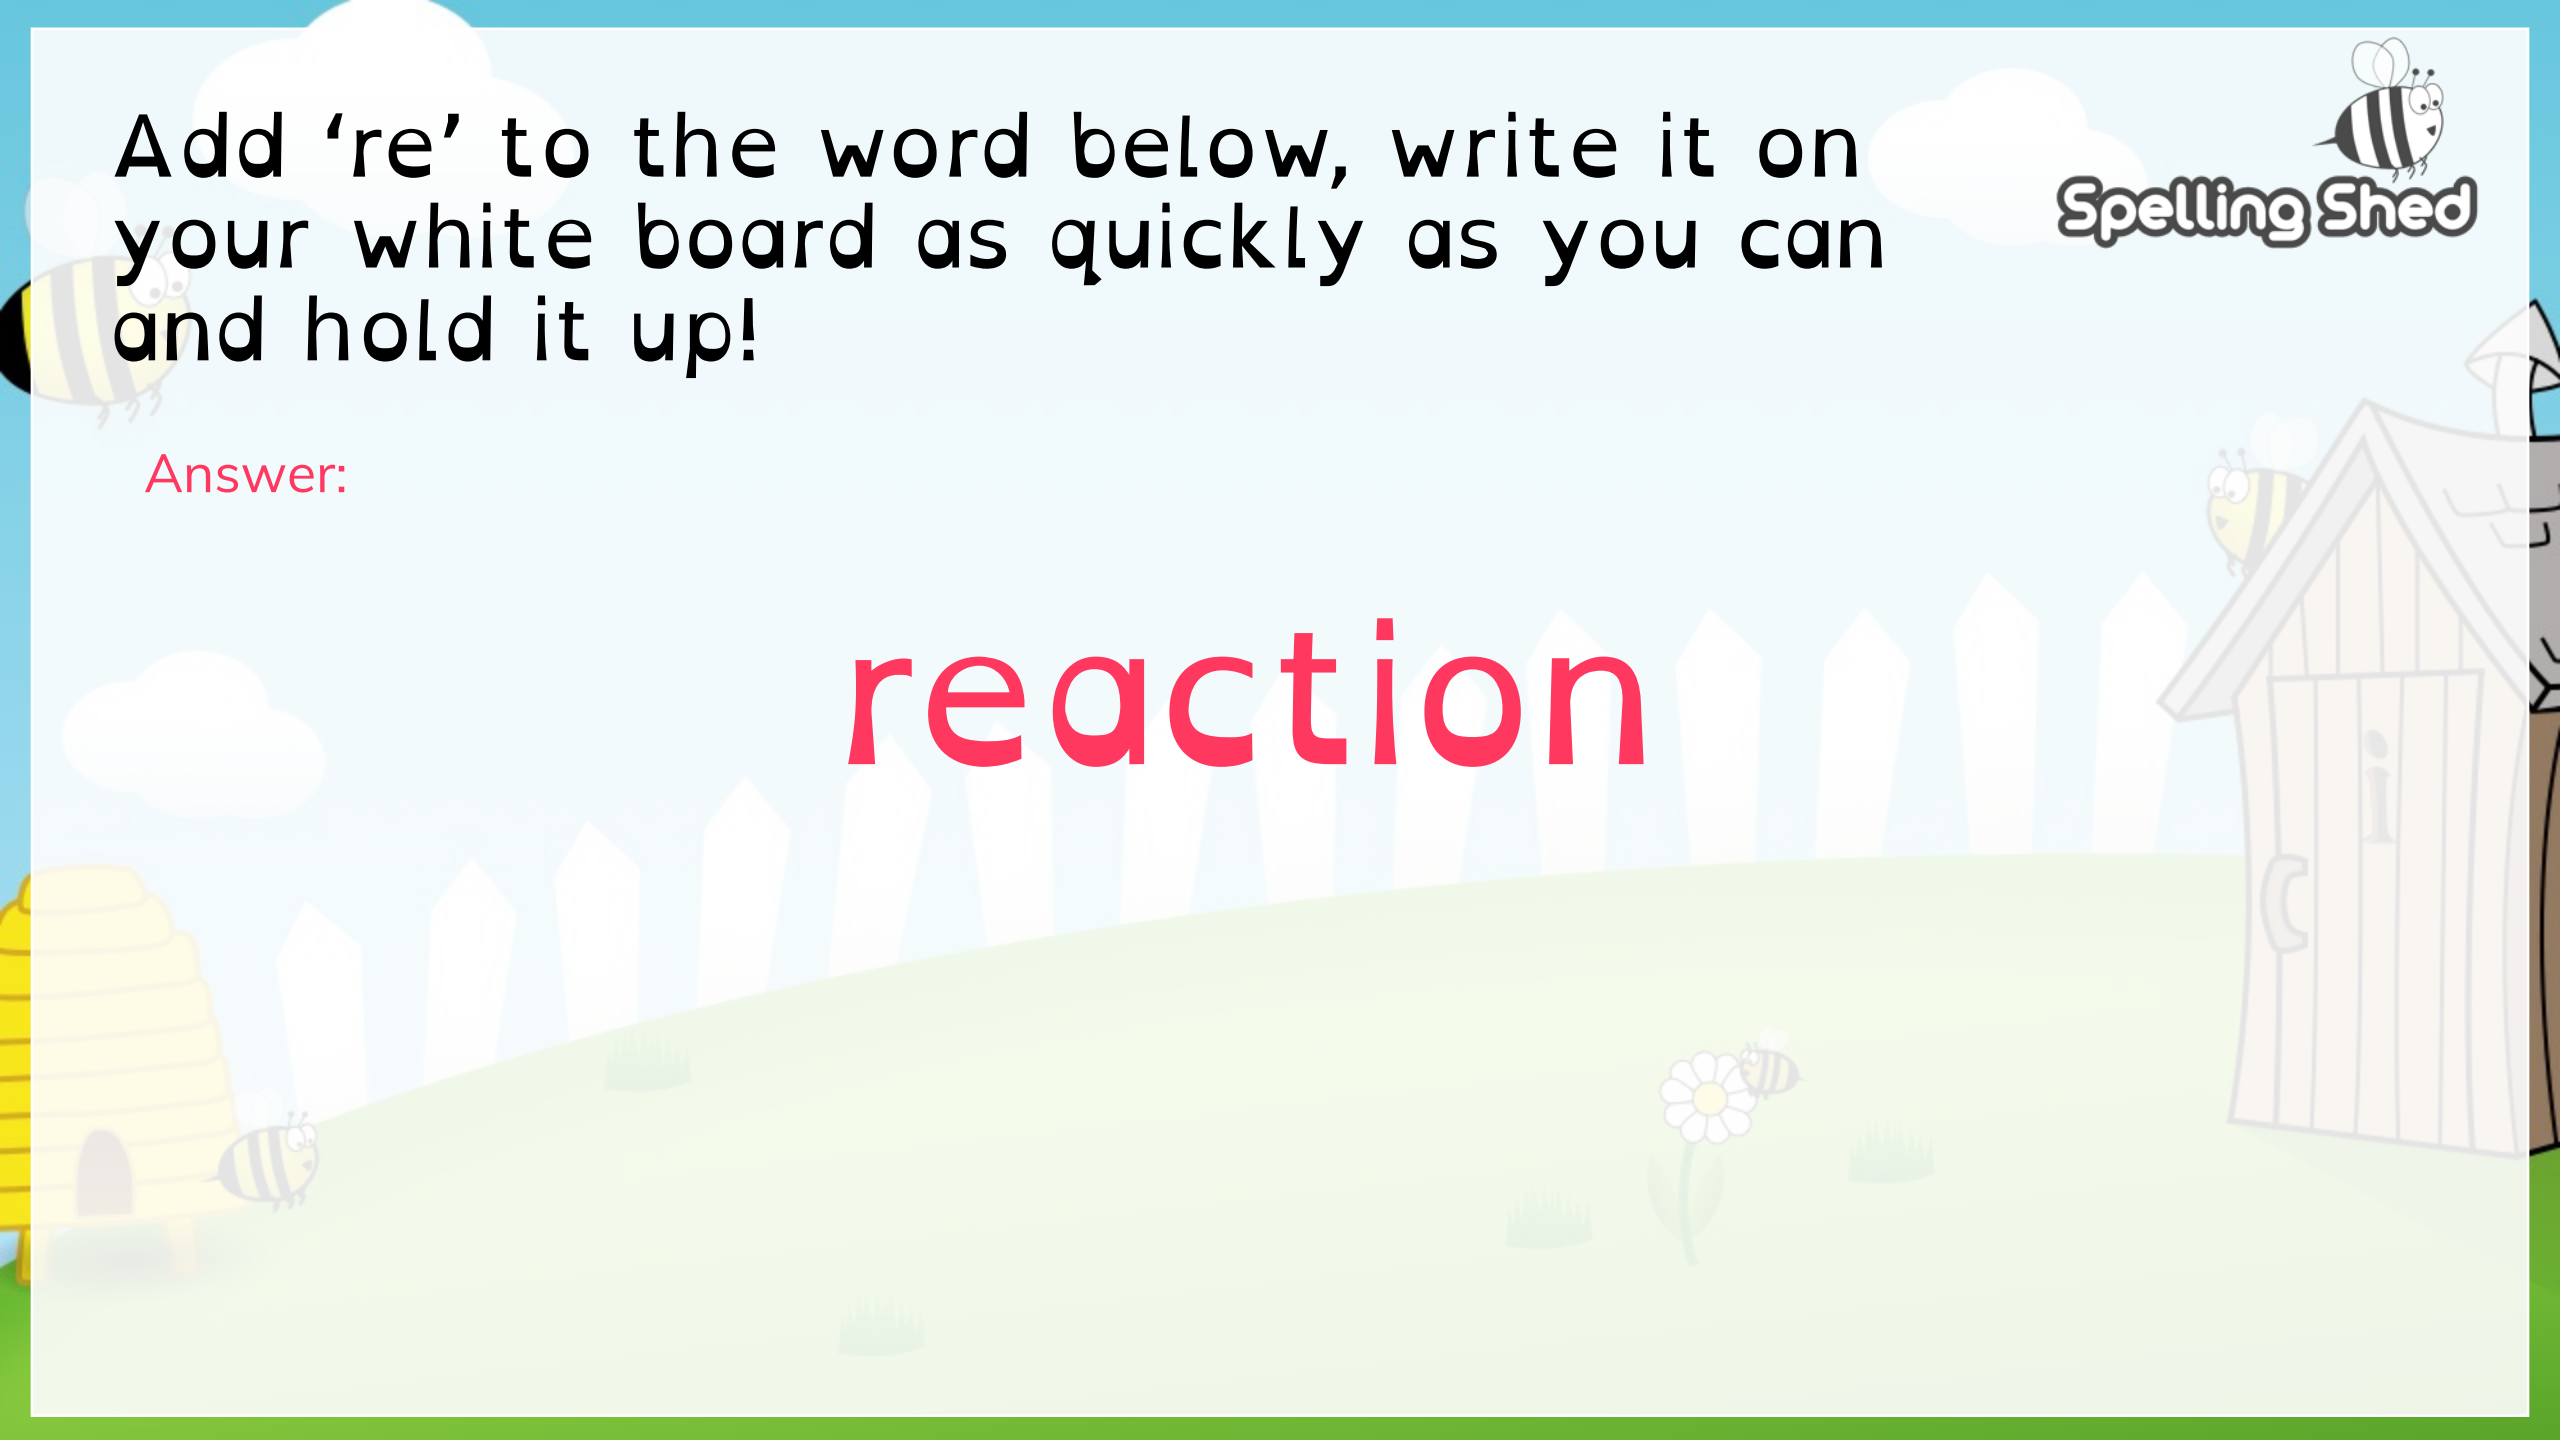 Add ‘re’ to the word below, write it on
your white board as quickly as you can
and hold it up!
Spelling Shed
Answer:
reaction